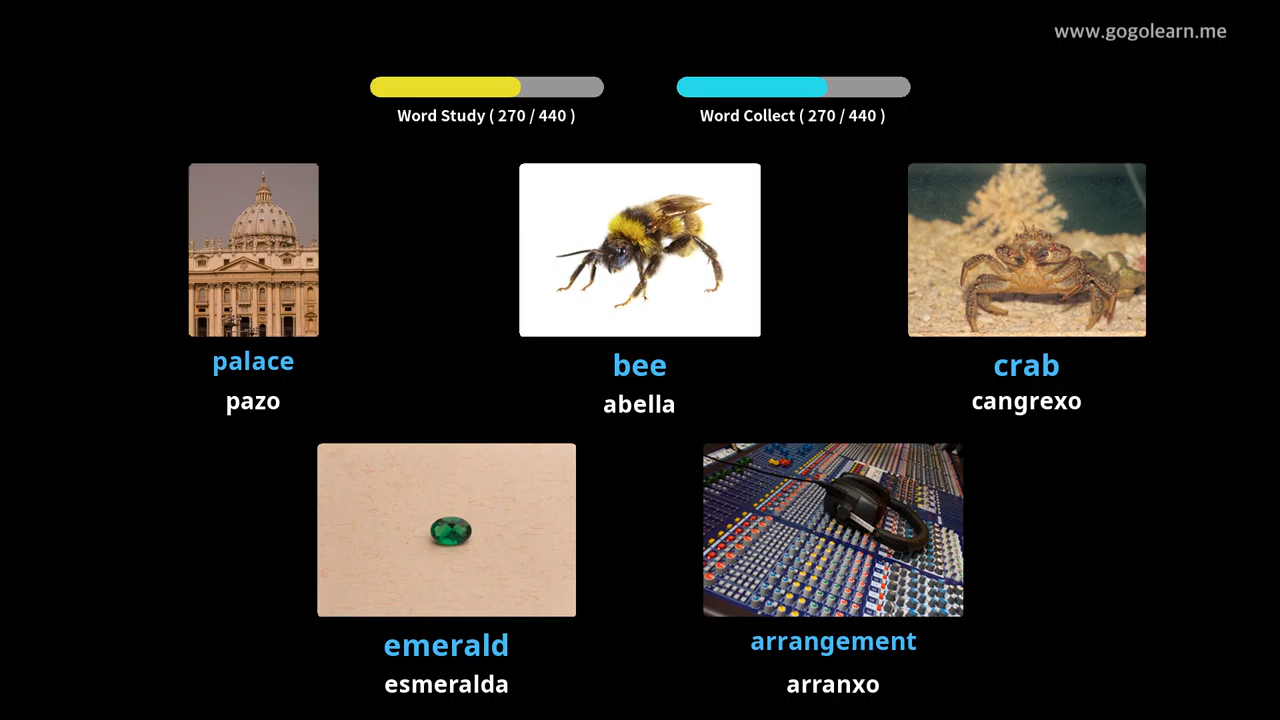 www.gogolearn.me
Word Study ( 270 / 440 )
Word Collect ( 270 / 440 )
palace
pazo
bee
abella
crab
cangrexo
emerald
esmeralda
arrangement
arranxo